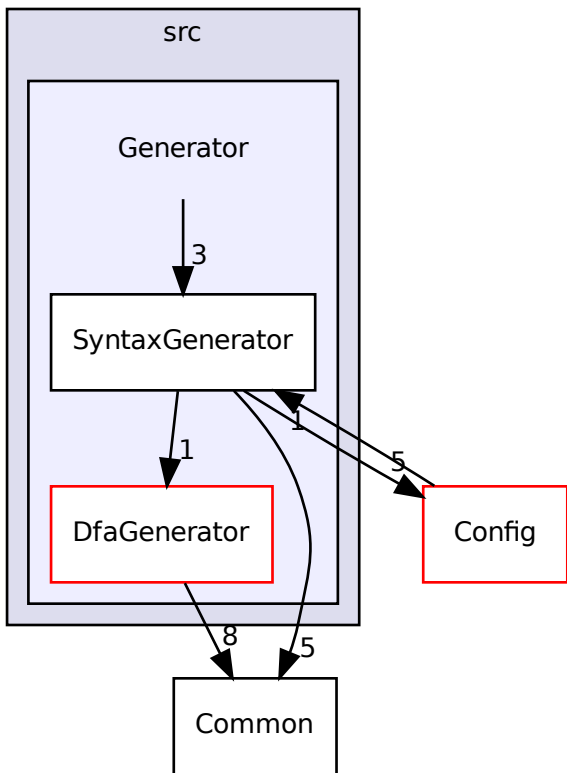 src
Generator
3
SyntaxGenerator
1
1
5
DfaGenerator
Config
8
5
Common